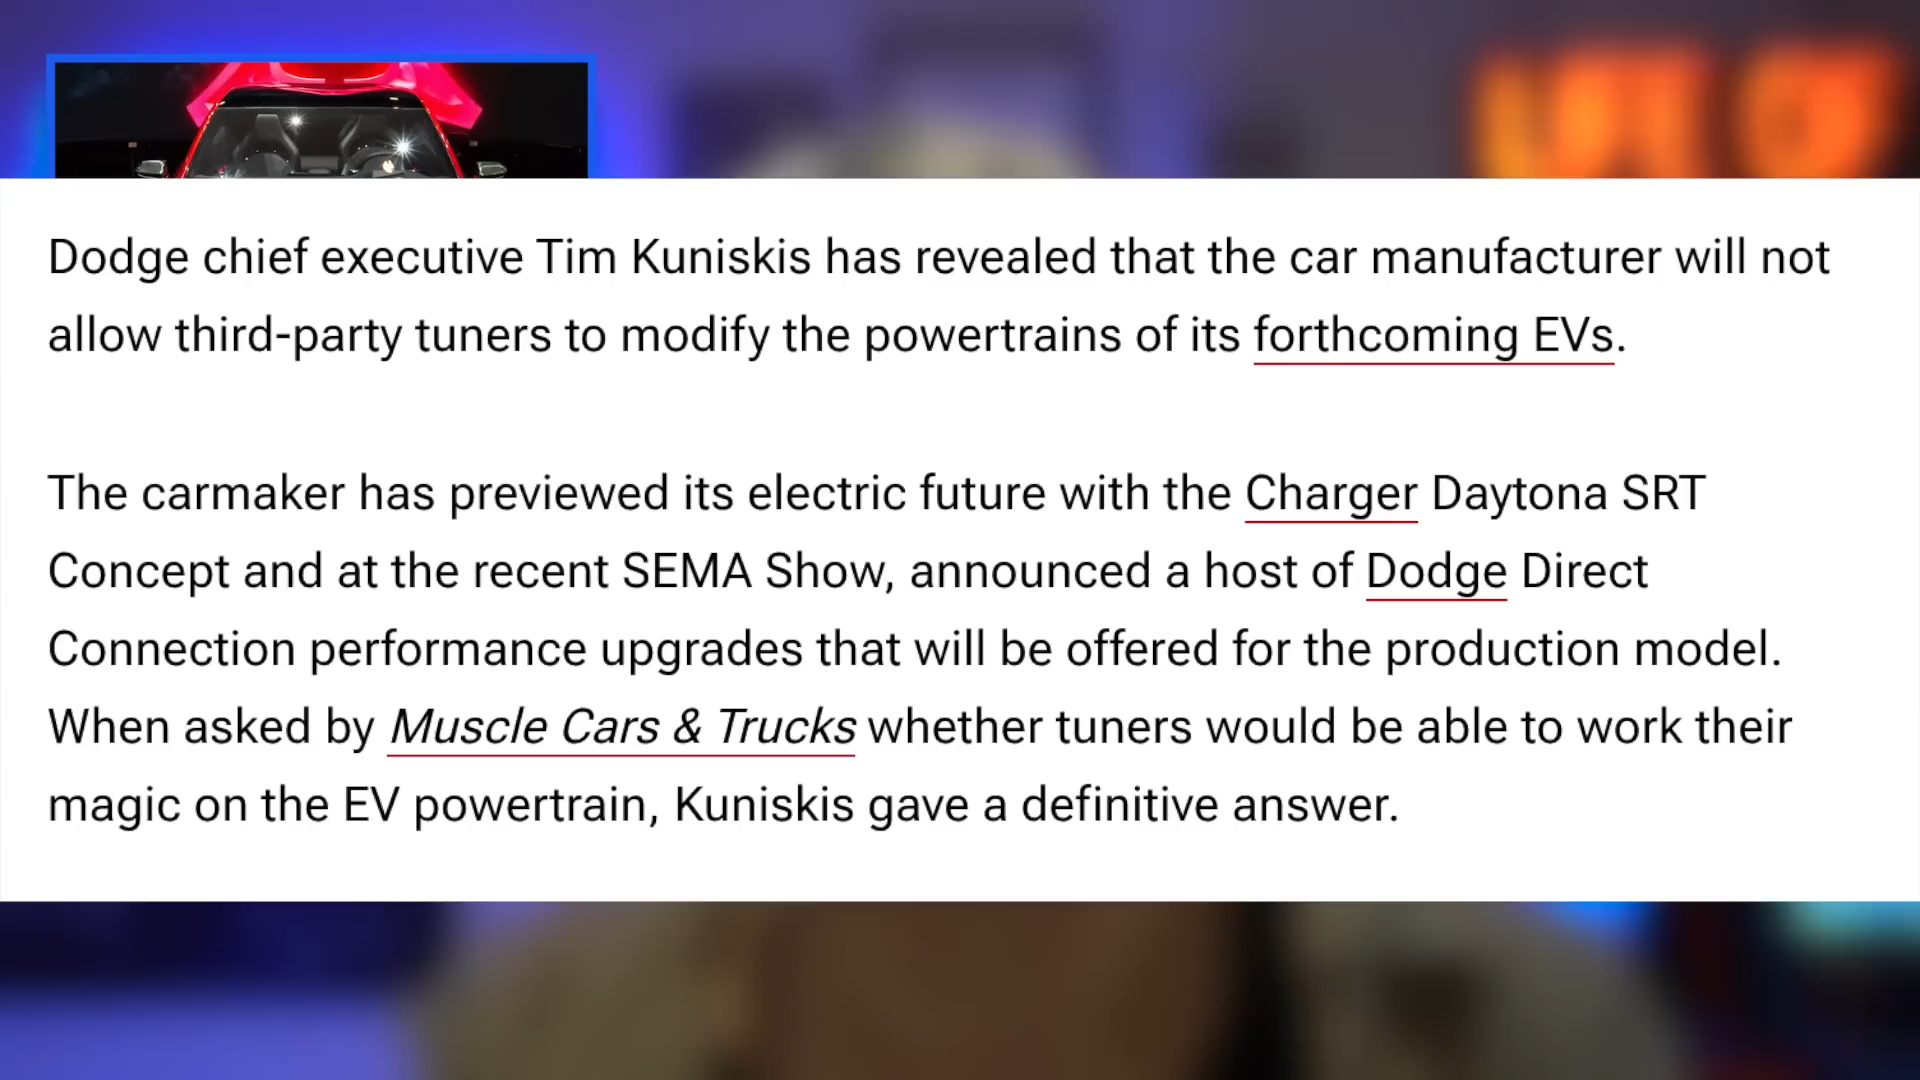 Dodge chief executive Tim Kuniskis has revealed that the car manufacturer will not
allow third-party tuners to modify the powertrains of its forthcoming EVs.
The carmaker has previewed its electric future with the Charger Daytona SRT
Concept and at the recent SEMA Show, announced a host of Dodge Direct
Connection performance upgrades that will be offered for the production model.
When asked by Muscle Cars & Trucks whether tuners would be able to work their
magic on the EV powertrain, Kuniskis gave a definitive answer.